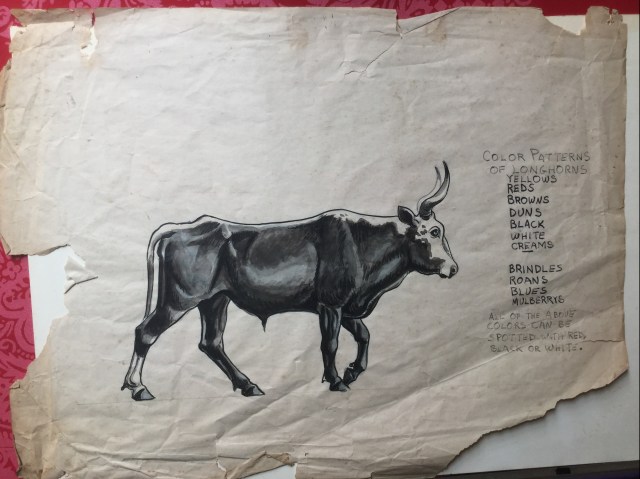 COLOR PATTERNS
OF LONGHORNS
YELLOWS
REDS
BROWNS
DUNS
BLACK
WHITE
CREAMS
BRINDLES
ROANS
BLUES
MULBERRYS
ALL OF THE ABOVE
COLORS CAN BE
SPOTTED WITH RED
BLACK OR WHITE.